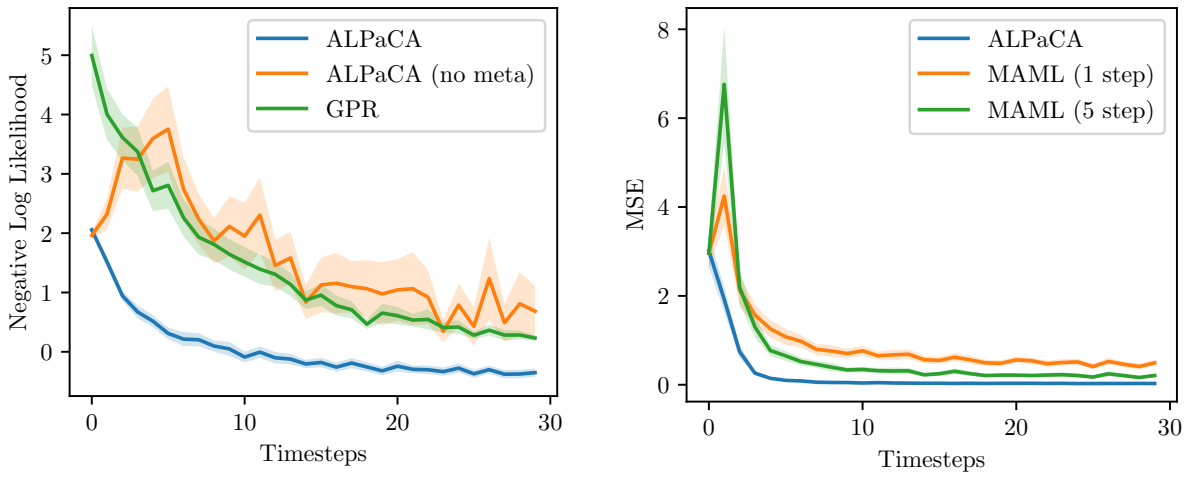 ALPaCA
ALPaCA (no meta)
GPR
Negative Log Likelihood
5
4
3
2
1
0
0
10
20
30
Timesteps
ALPaCA
MAML (1 step)
MAML (5 step)
MSE
8
6
4
2
0
0
10
20
30
Timesteps